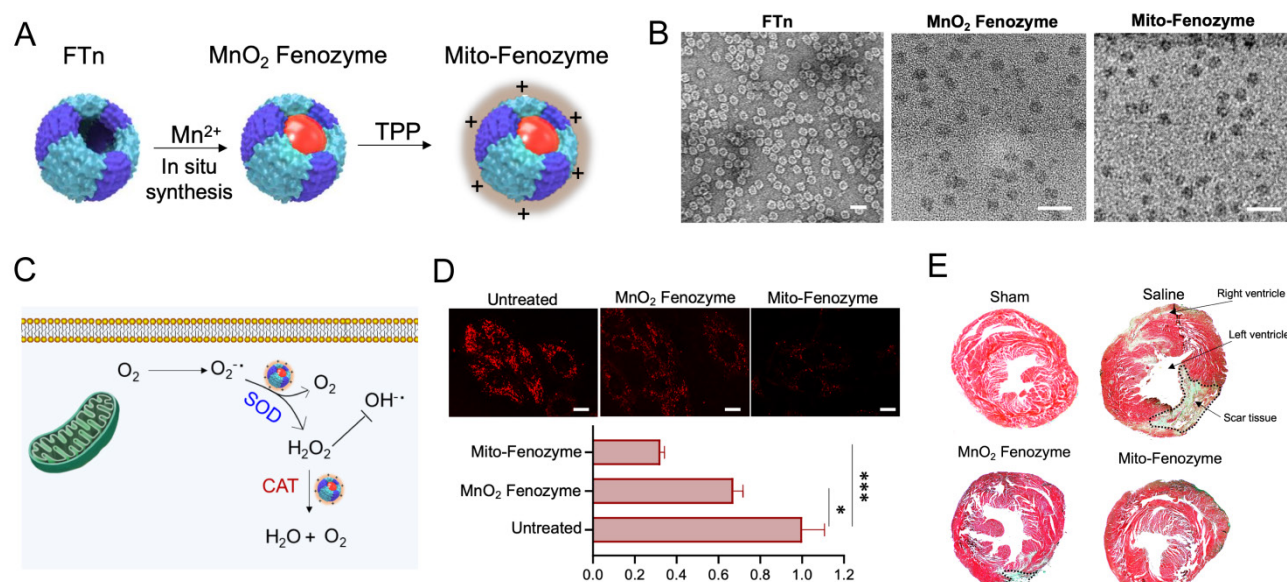 A
FTn
MnO₂ Fenozyme
Mito-Fenozyme
Mn²⁺
In situ
synthesis
TPP
+
+
+
+
+
+
B
FTn
MnO₂ Fenozyme
Mito-Fenozyme
C
O₂
O₂⁻•
O₂
SOD
OH⁻•
H₂O₂
CAT
H₂O + O₂
D
Untreated
MnO₂ Fenozyme
Mito-Fenozyme
Mito-Fenozyme
MnO₂ Fenozyme
Untreated
*
***
0.0 0.2 0.4 0.6 0.8 1.0 1.2
E
Sham
Saline
Right ventricle
Left ventricle
Scar tissue
MnO₂ Fenozyme
Mito-Fenozyme